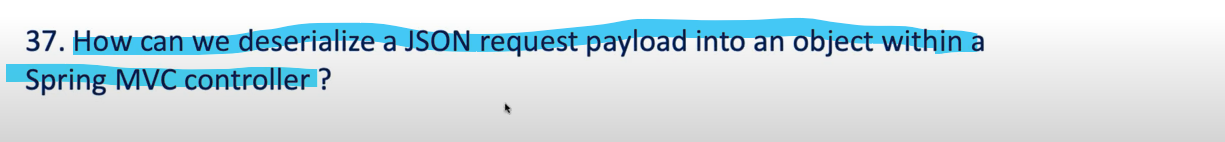 37. How can we deserialize a JSON request payload into an object within a
Spring MVC controller ?